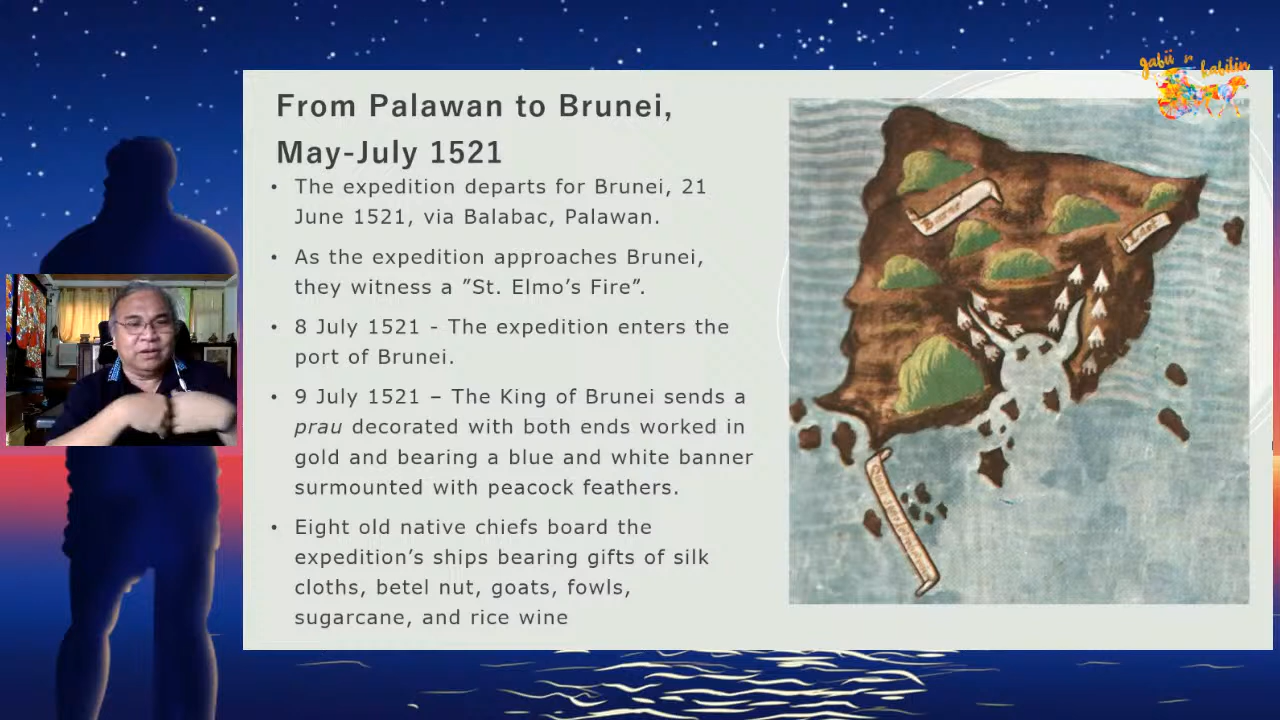 gabii sa kabilin
From Palawan to Brunei,
May-July 1521
• The expedition departs for Brunei, 21
June 1521, via Balabac, Palawan.
• As the expedition approaches Brunei,
they witness a ”St. Elmo’s Fire”.
• 8 July 1521 - The expedition enters the
port of Brunei.
• 9 July 1521 – The King of Brunei sends a
prau decorated with both ends worked in
gold and bearing a blue and white banner
surmounted with peacock feathers.
• Eight old native chiefs board the
expedition’s ships bearing gifts of silk
cloths, betel nut, goats, fowls,
sugarcane, and rice wine